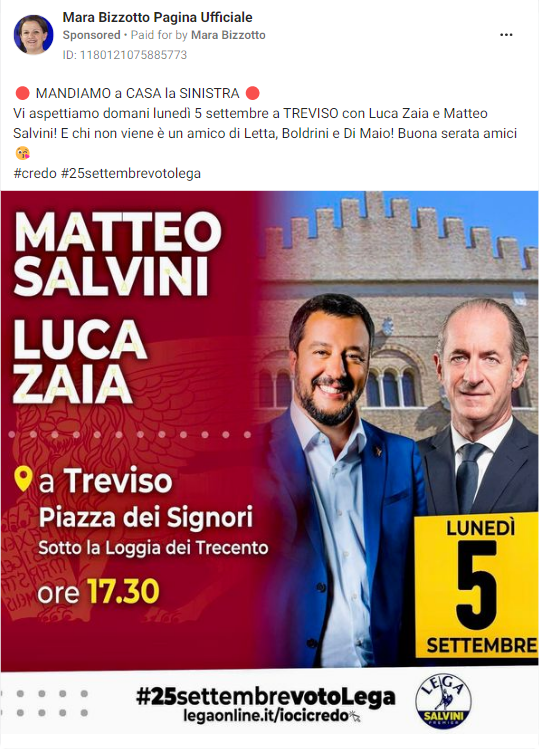 Mara Bizzotto Pagina Ufficiale
Sponsored • Paid for by Mara Bizzotto
ID: 1180121075885773
🔴 MANDIAMO a CASA la SINISTRA 🔴
Vi aspettiamo domani lunedì 5 settembre a TREVISO con Luca Zaia e Matteo
Salvini! E chi non viene è un amico di Letta, Boldrini e Di Maio! Buona serata amici
😘
#credo #25settembrevotolega
MATTEO
SALVINI
LUCA
ZAIA
a Treviso
Piazza dei Signori
Sotto la Loggia dei Trecento
ore 17.30
LUNEDÌ
5
SETTEMBRE
#25settembrevotoLega
legaonline.it/iocicredo
LEGA
SALVINI
PREMIER